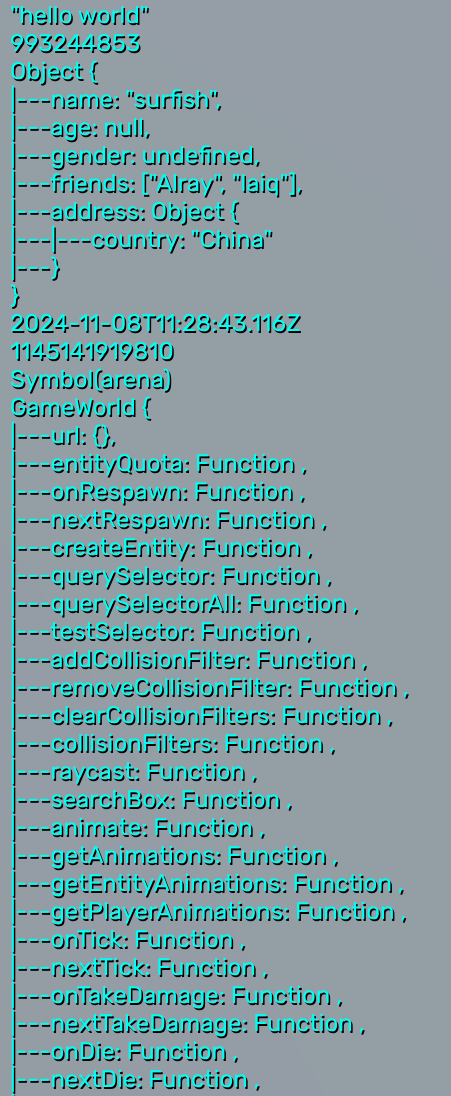 "hello world"
993244853
Object {
|---name: "surfish",
|---age: null,
|---gender: undefined,
|---friends: ["Alray", "laiq"],
|---address: Object {
|---|---country: "China"
|---}
}
2024-11-08T11:28:43.116Z
1145141919810
Symbol(arena)
GameWorld {
|---url: {},
|---entityQuota: Function ,
|---onRespawn: Function ,
|---nextRespawn: Function ,
|---createEntity: Function ,
|---querySelector: Function ,
|---querySelectorAll: Function ,
|---testSelector: Function ,
|---addCollisionFilter: Function ,
|---removeCollisionFilter: Function ,
|---clearCollisionFilters: Function ,
|---collisionFilters: Function ,
|---raycast: Function ,
|---searchBox: Function ,
|---animate: Function ,
|---getAnimations: Function ,
|---getEntityAnimations: Function ,
|---getPlayerAnimations: Function ,
|---onTick: Function ,
|---nextTick: Function ,
|---onTakeDamage: Function ,
|---nextTakeDamage: Function ,
|---onDie: Function ,
|---nextDie: Function ,